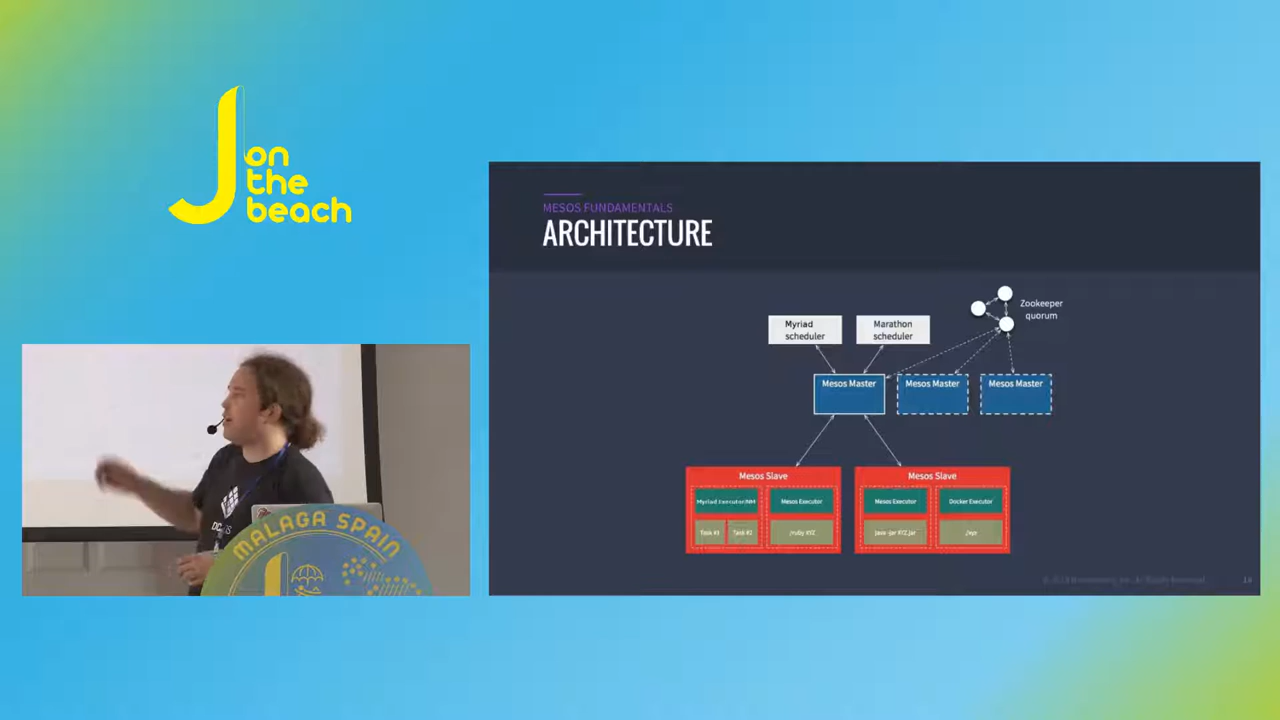 J
on
the
beach
MALAGA SPAIN
MESOS FUNDAMENTALS
ARCHITECTURE
Zookeeper
quorum
Myriad
scheduler
Marathon
scheduler
Mesos Master
Mesos Master
Mesos Master
Mesos Slave
Myriad Executor/NM
Mesos Executor
Task #1
Task #2
./ruby XYZ
Mesos Slave
Mesos Executor
Docker Executor
java -jar XYZ.jar
./xyz